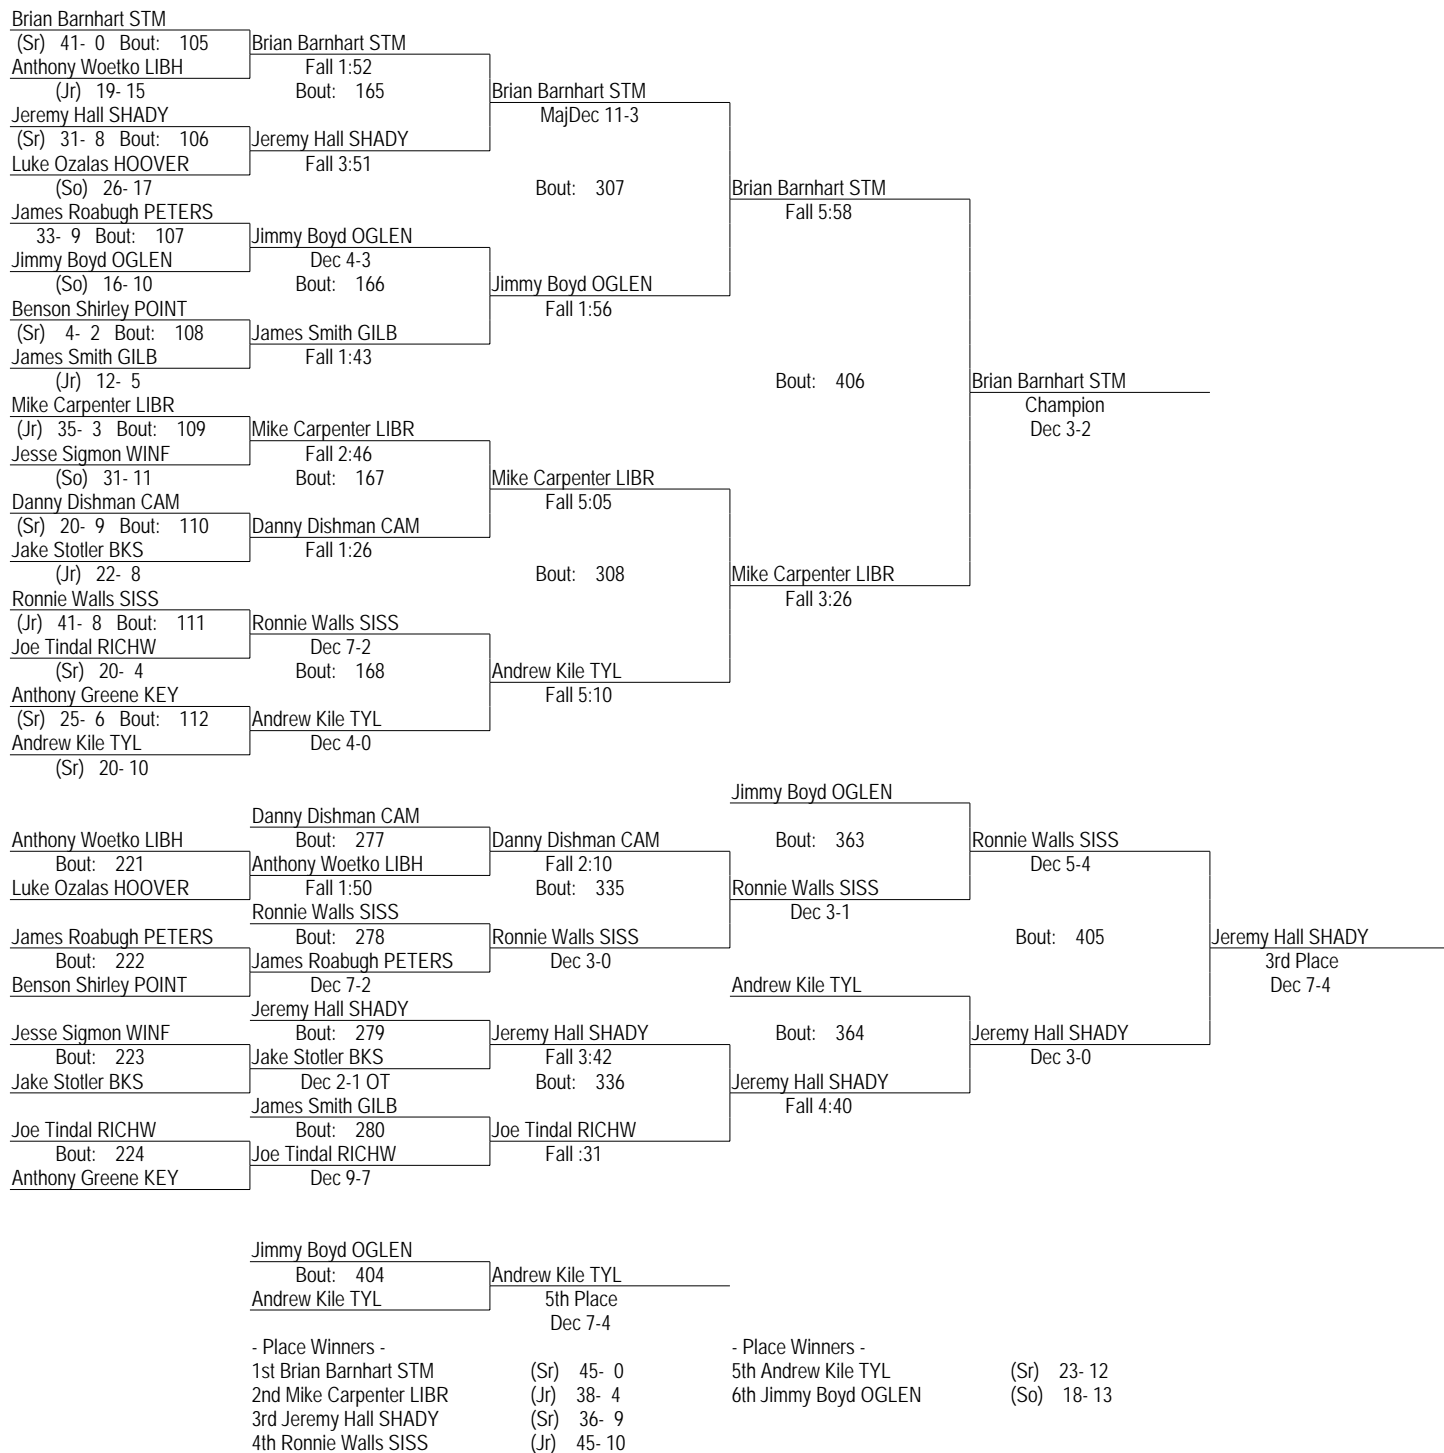 Brian Barnhart STM
(Sr) 41- 0 Bout: 105 Brian Barnhart STM
Anthony Woetko LIBH Fall 1:52
(Jr) 19- 15 Bout: 165 Brian Barnhart STM
Jeremy Hall SHADY MajDec 11-3
(Sr) 31- 8 Bout: 106 Jeremy Hall SHADY
Luke Ozalas HOOVER Fall 3:51
(So) 26- 17 Bout: 307 Brian Barnhart STM
James Roabugh PETERS Fall 5:58
33- 9 Bout: 107 Jimmy Boyd OGLEN
Jimmy Boyd OGLEN Dec 4-3
(So) 16- 10 Bout: 166 Jimmy Boyd OGLEN
Benson Shirley POINT Fall 1:56
(Sr) 4- 2 Bout: 108 James Smith GILB
James Smith GILB Fall 1:43
(Jr) 12- 5 Bout: 406 Brian Barnhart STM
Mike Carpenter LIBR Champion
(Jr) 35- 3 Bout: 109 Mike Carpenter LIBR Dec 3-2
Jesse Sigmon WINF Fall 2:46
(So) 31- 11 Bout: 167 Mike Carpenter LIBR
Danny Dishman CAM Fall 5:05
(Sr) 20- 9 Bout: 110 Danny Dishman CAM
Jake Stotler BKS Fall 1:26
(Jr) 22- 8 Bout: 308 Mike Carpenter LIBR
Ronnie Walls SISS Fall 3:26
(Jr) 41- 8 Bout: 111 Ronnie Walls SISS
Joe Tindal RICHW Dec 7-2
(Sr) 20- 4 Bout: 168 Andrew Kile TYL
Anthony Greene KEY Fall 5:10
(Sr) 25- 6 Bout: 112 Andrew Kile TYL
Andrew Kile TYL Dec 4-0
(Sr) 20- 10
Jimmy Boyd OGLEN
Danny Dishman CAM
Anthony Woetko LIBH Bout: 277 Danny Dishman CAM Bout: 363 Ronnie Walls SISS
Bout: 221 Anthony Woetko LIBH Fall 2:10 Dec 5-4
Luke Ozalas HOOVER Fall 1:50 Bout: 335 Ronnie Walls SISS
Ronnie Walls SISS Dec 3-1
James Roabugh PETERS Bout: 278 Ronnie Walls SISS Bout: 405 Jeremy Hall SHADY
Bout: 222 James Roabugh PETERS Dec 3-0 3rd Place
Benson Shirley POINT Dec 7-2 Andrew Kile TYL Dec 7-4
Jeremy Hall SHADY
Jesse Sigmon WINF Bout: 279 Jeremy Hall SHADY Bout: 364 Jeremy Hall SHADY
Bout: 223 Jake Stotler BKS Fall 3:42 Dec 3-0
Jake Stotler BKS Dec 2-1 OT Bout: 336 Jeremy Hall SHADY
James Smith GILB Fall 4:40
Joe Tindal RICHW Bout: 280 Joe Tindal RICHW
Bout: 224 Joe Tindal RICHW Fall :31
Anthony Greene KEY Dec 9-7
Jimmy Boyd OGLEN
Bout: 404 Andrew Kile TYL
Andrew Kile TYL 5th Place
Dec 7-4
- Place Winners - - Place Winners -
1st Brian Barnhart STM (Sr) 45- 0 5th Andrew Kile TYL (Sr) 23- 12
2nd Mike Carpenter LIBR (Jr) 38- 4 6th Jimmy Boyd OGLEN (So) 18- 13
3rd Jeremy Hall SHADY (Sr) 36- 9
4th Ronnie Walls SISS (Jr) 45- 10